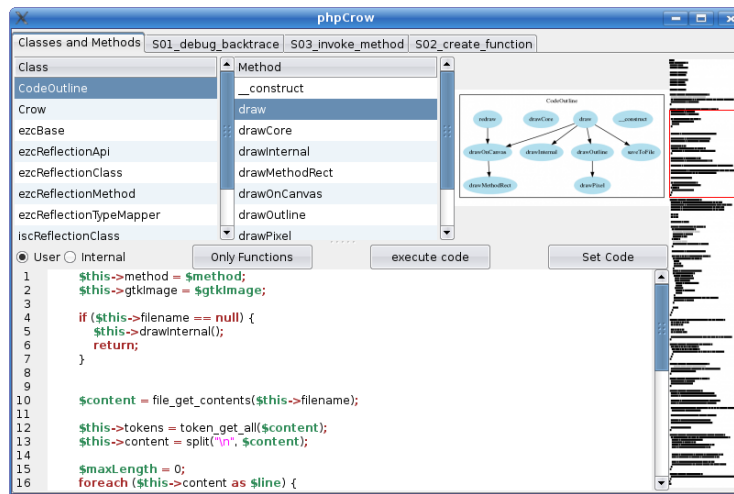 phpCrow
Classes and Methods S01_debug_backtrace S03_invoke_method S02_create_function
Class Method
CodeOutline __construct
Crow draw
ezcBase drawCore
ezcReflectionApi drawInternal
ezcReflectionClass drawMethodRect
ezcReflectionMethod drawOnCanvas
ezcReflectionTypeMapper drawOutline
iscReflectionClass drawPixel
CodeOutline
redraw drawCore draw __construct
drawOnCanvas drawInternal drawOutline saveToFile
drawMethodRect drawPixel
User Internal Only Functions execute code Set Code
1 $this->method = $method;
2 $this->gtkImage = $gtkImage;
3
4 if ($this->filename == null) {
5 $this->drawInternal();
6 return;
7 }
8
9
10 $content = file_get_contents($this->filename);
11
12 $this->tokens = token_get_all($content);
13 $this->content = split("\n", $content);
14
15 $maxLength = 0;
16 foreach ($this->content as $line) {